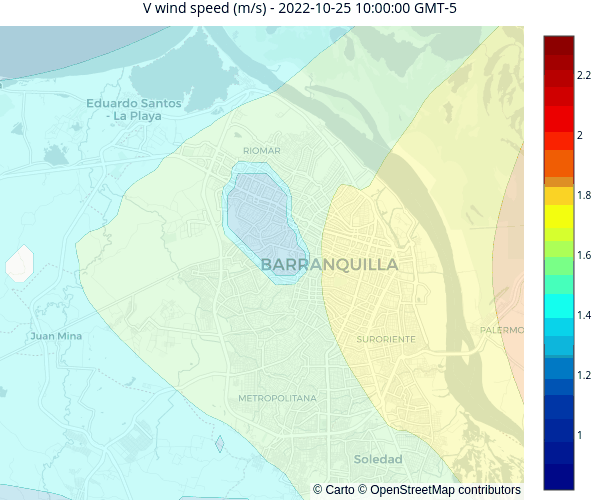 V wind speed (m/s) - 2022-10-25 10:00:00 GMT-5
2.2
Eduardo Santos
- La Playa
2
RIOMAR
1.8
1.6
BARRANQUILLA
1.4
Juan Mina
SURORIENTE
PALERMO
1.2
METROPOLITANA
1
Soledad
© Carto © OpenStreetMap contributors